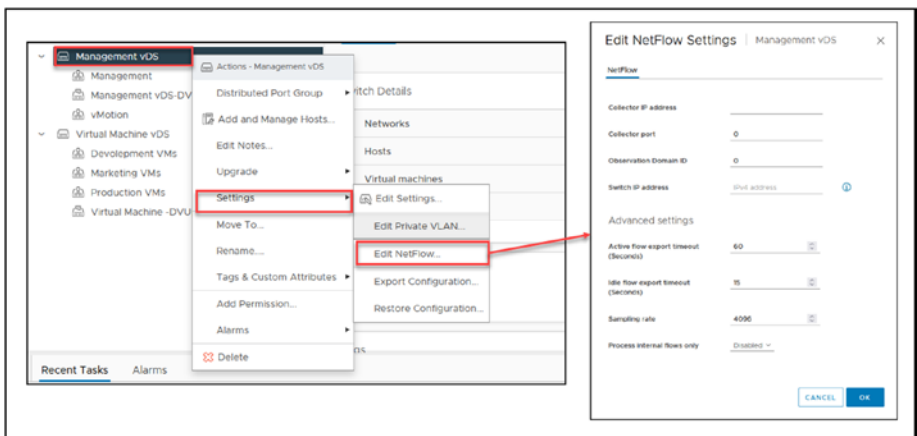 Management vDS
Management
Management vDS-DV
vMotion
Virtual Machine vDS
Development VMs
Marketing VMs
Production VMs
Virtual Machine -DVU
Actions - Management vDS
Distributed Port Group
Add and Manage Hosts...
Edit Notes...
Upgrade
Settings
Move To...
Rename...
Tags & Custom Attributes
Add Permission...
Alarms
Delete
itch Details
Networks
Hosts
Virtual machines
Edit Settings...
Edit Private VLAN...
Edit NetFlow...
Export Configuration...
Restore Configuration...
gs
Recent Tasks Alarms
Edit NetFlow Settings | Management vDS
NetFlow
Collector IP address
Collector port 0
Observation Domain ID 0
Switch IP address IPv4 address
Advanced settings
Active flow export timeout 60
(Seconds)
Idle flow export timeout 15
(Seconds)
Sampling rate 4096
Process internal flows only Disabled
CANCEL OK